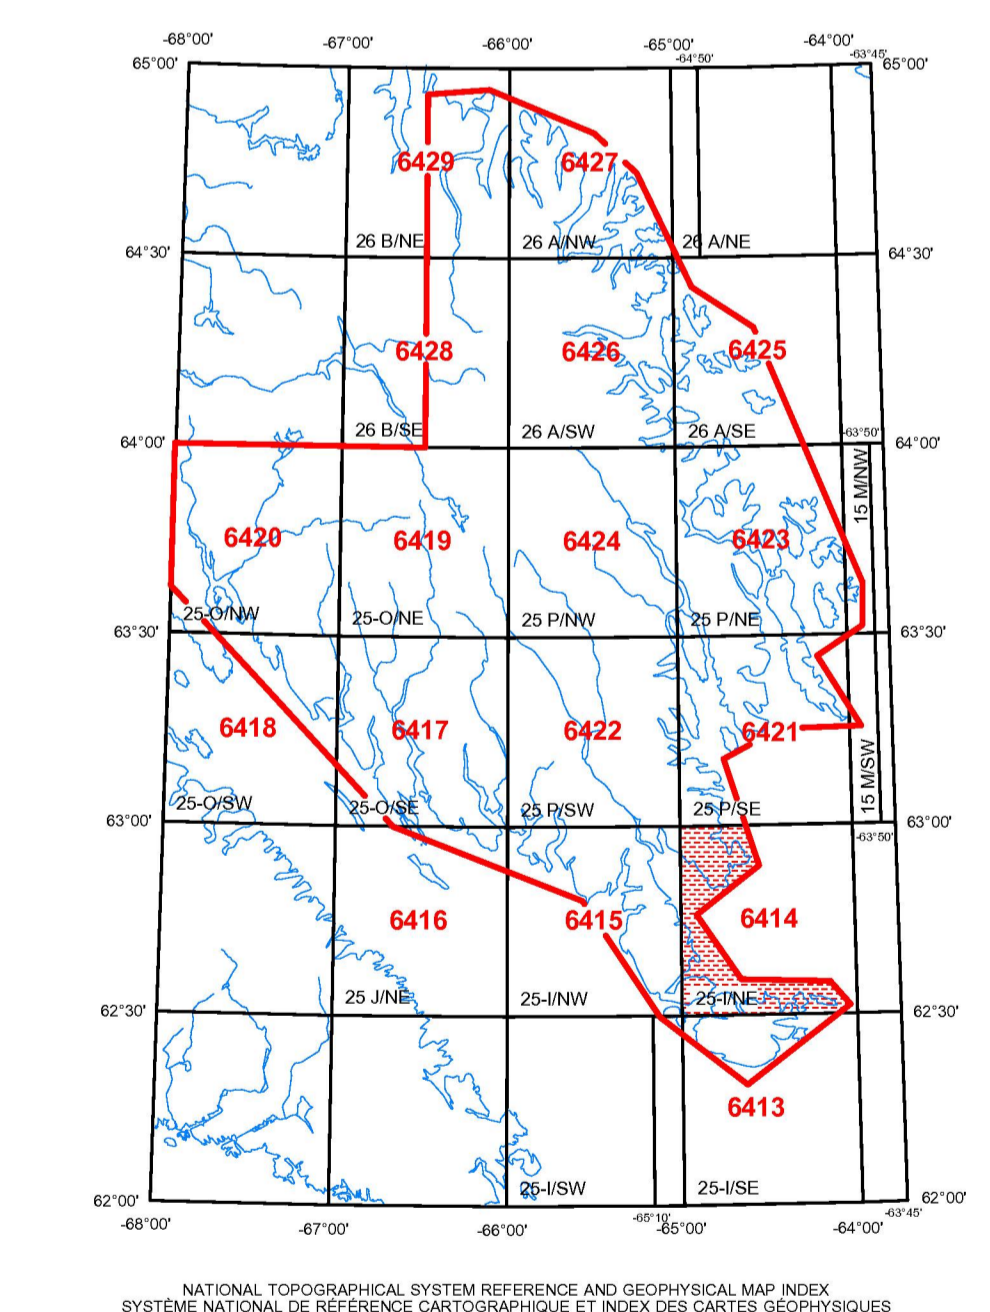 -68°00'
-67°00'
-66°00'
-65°00'
-64°50'
-64°00'
-63°45'
65°00'
65°00'
6429
6427
26 B/NE
26 A/NW
26 A/NE
64°30'
64°30'
6428
6426
6425
26 B/SE
26 A/SW
26 A/SE
-63°50'
64°00'
64°00'
15 M/NW
6420
6419
6424
6423
25-O/NW
25-O/NE
25 P/NW
25 P/NE
63°30'
63°30'
6418
6417
6422
6421
15 M/SW
25-O/SW
25-O/SE
25 P/SW
25 P/SE
63°00'
63°00'
-63°50'
6416
6415
6414
25 J/NE
25-I/NW
25-I/NE
62°30'
62°30'
6413
25-I/SW
25-I/SE
62°00'
62°00'
-68°00'
-67°00'
-66°00'
-65°10'
-65°00'
-64°00'
-63°45'
NATIONAL TOPOGRAPHICAL SYSTEM REFERENCE AND GEOPHYSICAL MAP INDEX
SYSTÈME NATIONAL DE RÉFÉRENCE CARTOGRAPHIQUE ET INDEX DES CARTES GÉOPHYSIQUES